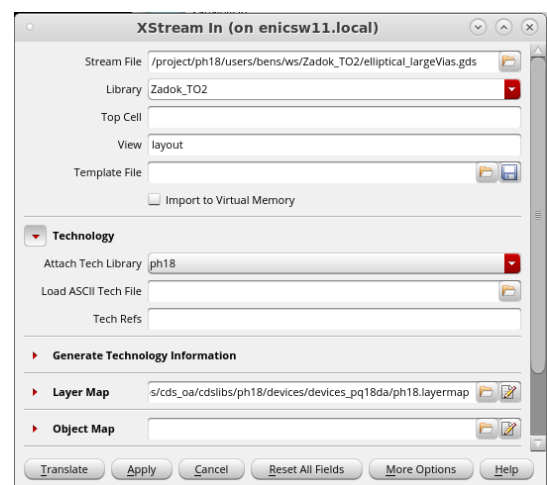 XStream In (on enicsw11.local)
Stream File /project/ph18/users/bens/ws/Zadok_TO2/elliptical_largeVias.gds
Library Zadok_TO2
Top Cell
View layout
Template File
Import to Virtual Memory
Technology
Attach Tech Library ph18
Load ASCII Tech File
Tech Refs
Generate Technology Information
Layer Map s/cds_oa/cdslibs/ph18/devices/devices_pq18da/ph18.layermap
Object Map
Translate Apply Cancel Reset All Fields More Options Help